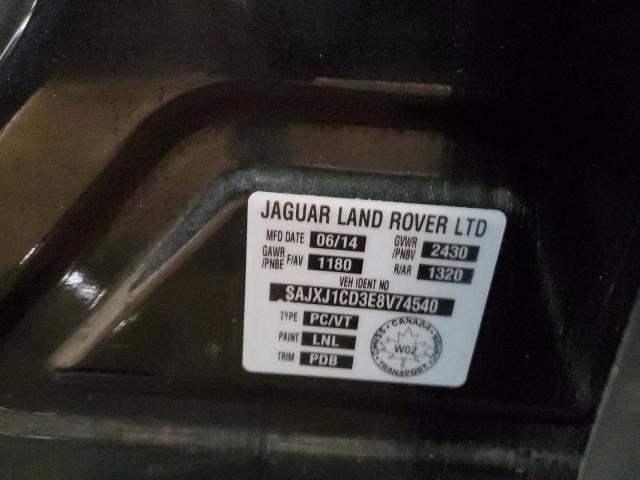 JAGUAR LAND ROVER LTD
MFD DATE 06/14 GVWR /PNBV 2430
GAWR /PNBE F/AV 1180 R/AR 1320
VEH IDENT NO
SAJXJ1CD3E8V74540
TYPE PC/VT
PAINT LNL
TRIM PDB
CANADA
W02
TRANSPORT